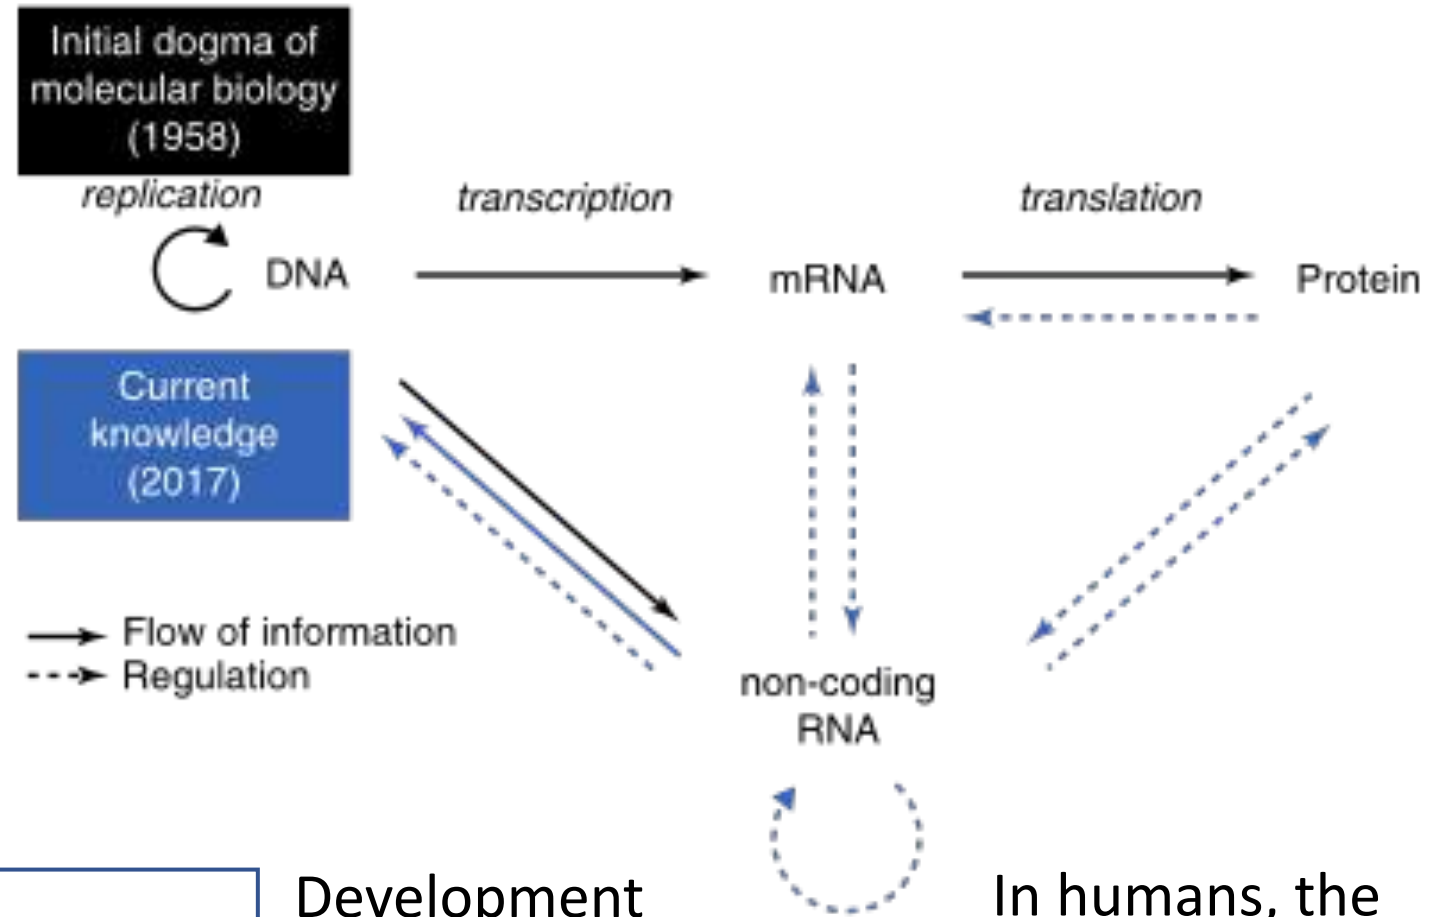 Initial dogma of
molecular biology
(1958)
replication
transcription
translation
DNA
mRNA
Protein
Current
knowledge
(2017)
Flow of information
Regulation
non-coding
RNA
Development
In humans, the